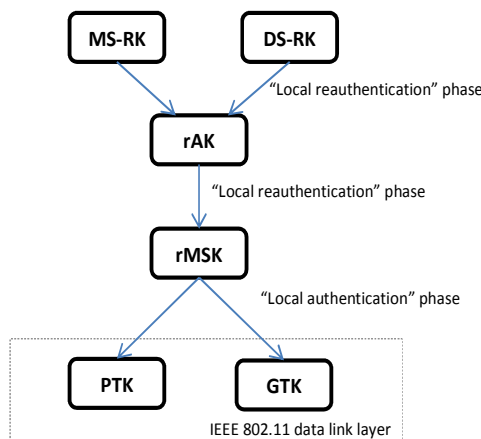 MS-RK
DS-RK
“Local reauthentication” phase
rAK
“Local reauthentication” phase
rMSK
“Local authentication” phase
PTK
GTK
IEEE 802.11 data link layer